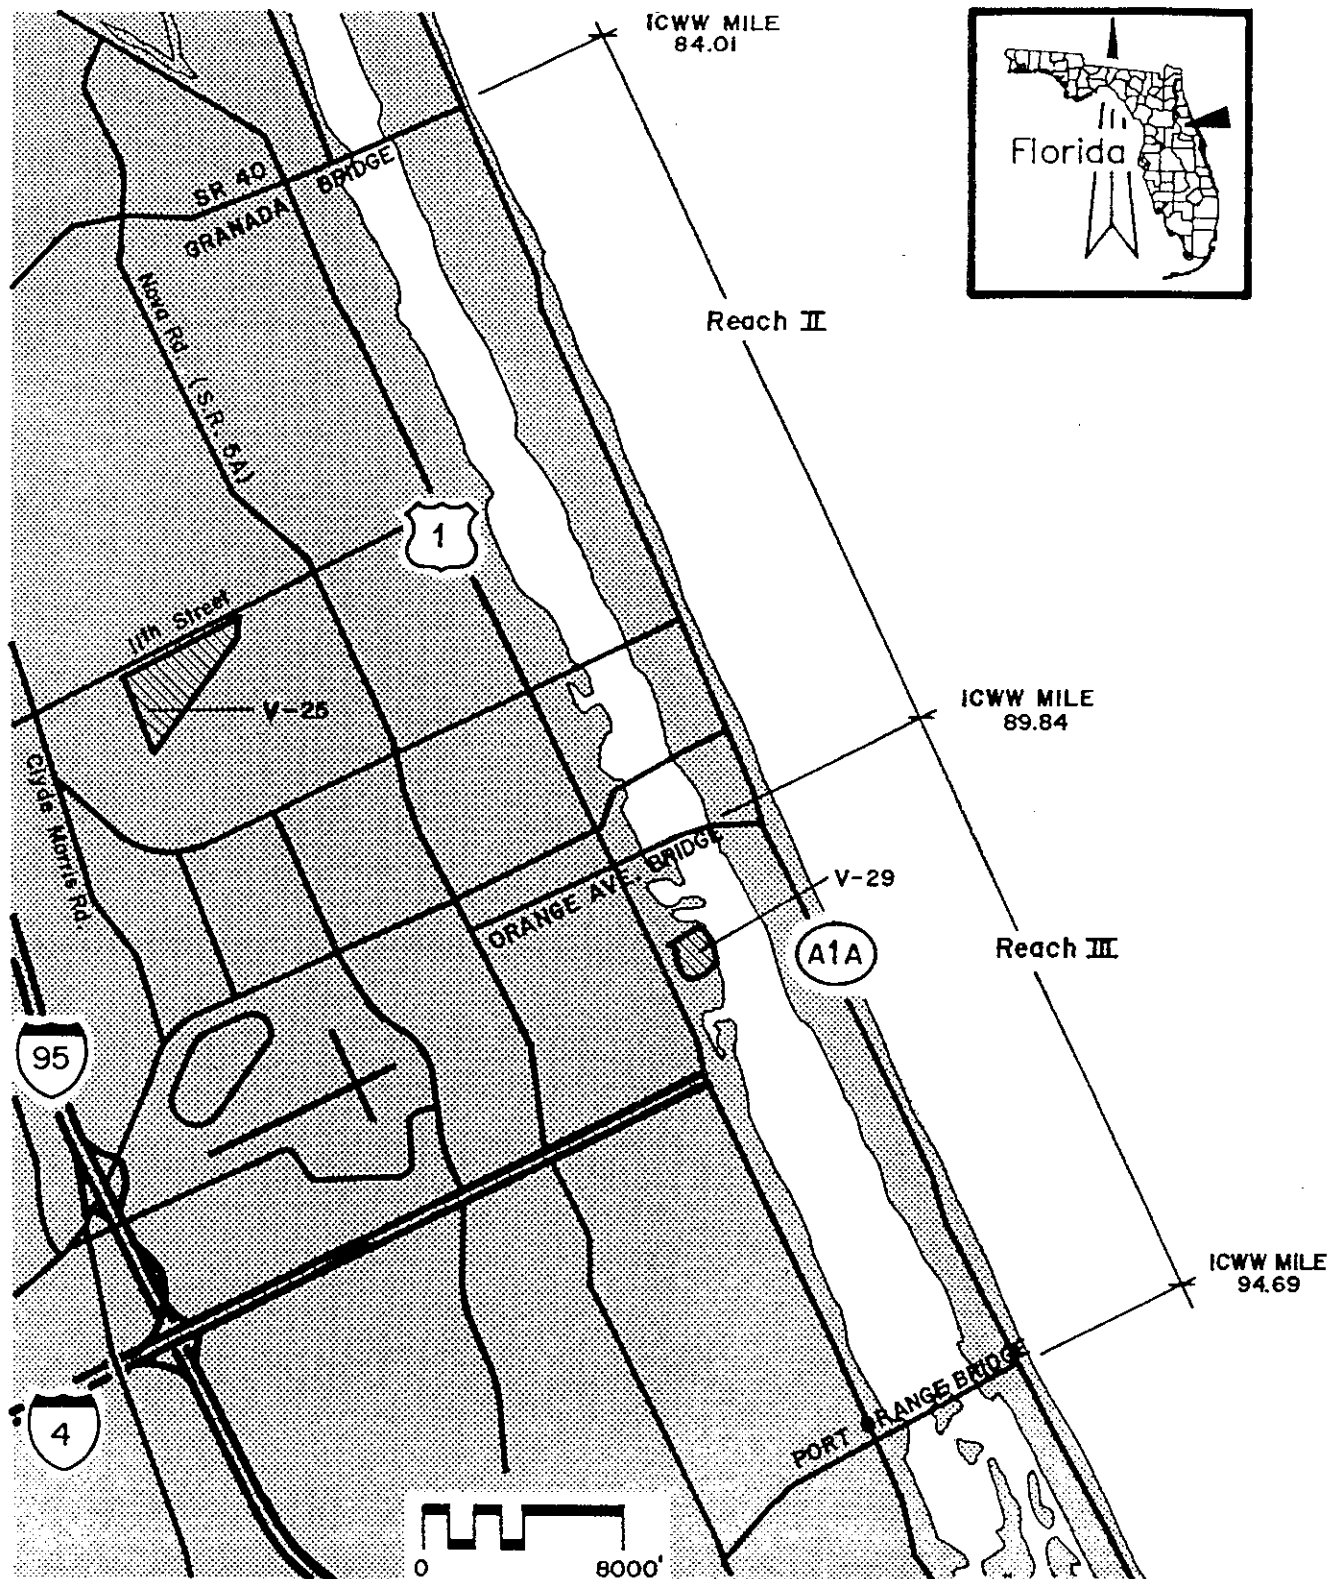 ICWW MILE
84.01
Florida
SR 40
GRANADA BRIDGE
Reach II
Nova Rd. (S.R. 5A)
1
11th Street
V-25
ICWW MILE
89.84
Clyde Morris Rd.
ORANGE AVE. BRIDGE
V-29
A1A
Reach III
95
ICWW MILE
94.69
PORT ORANGE BRIDGE
4
0 8000'